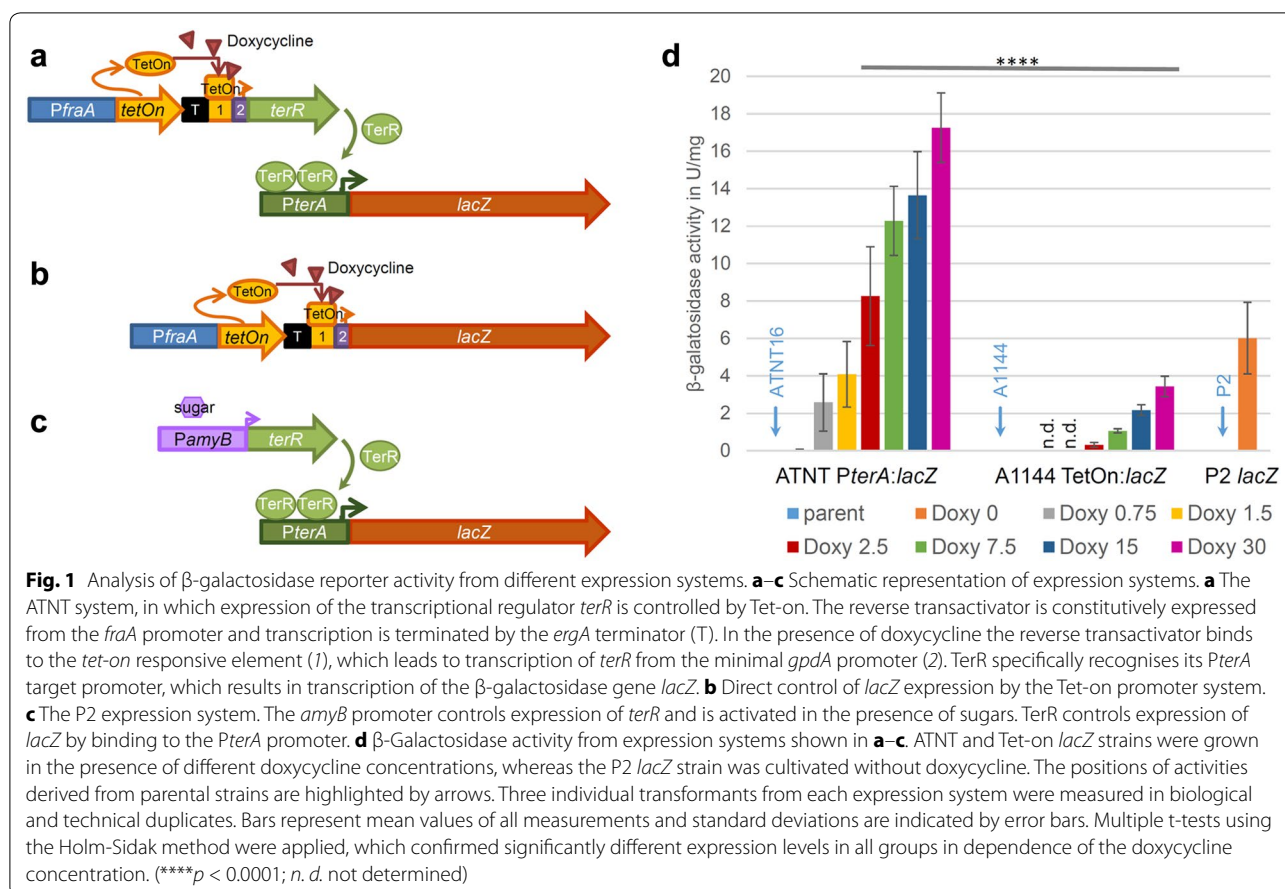 a
Doxycycline
TetOn
TetOn
PfraA
tetOn
T
1
2
terR
TerR
TerR
TerR
PterA
lacZ
b
Doxycycline
TetOn
TetOn
PfraA
tetOn
T
1
2
lacZ
c
sugar
PamyB
terR
TerR
TerR
TerR
PterA
lacZ
d
****
β-galatosidase activity in U/mg
20
18
16
14
12
10
8
6
4
2
0
ATNT16
A1144
n.d.
n.d.
P2
ATNT PterA:lacZ
A1144 TetOn:lacZ
P2 lacZ
parent
Doxy 0
Doxy 0.75
Doxy 1.5
Doxy 2.5
Doxy 7.5
Doxy 15
Doxy 30
Fig. 1 Analysis of β-galactosidase reporter activity from different expression systems. a–c Schematic representation of expression systems. a The
ATNT system, in which expression of the transcriptional regulator terR is controlled by Tet-on. The reverse transactivator is constitutively expressed
from the fraA promoter and transcription is terminated by the ergA terminator (T). In the presence of doxycycline the reverse transactivator binds
to the tet-on responsive element (1), which leads to transcription of terR from the minimal gpdA promoter (2). TerR specifically recognises its PterA
target promoter, which results in transcription of the β-galactosidase gene lacZ. b Direct control of lacZ expression by the Tet-on promoter system.
c The P2 expression system. The amyB promoter controls expression of terR and is activated in the presence of sugars. TerR controls expression of
lacZ by binding to the PterA promoter. d β-Galactosidase activity from expression systems shown in a–c. ATNT and Tet-on lacZ strains were grown
in the presence of different doxycycline concentrations, whereas the P2 lacZ strain was cultivated without doxycycline. The positions of activities
derived from parental strains are highlighted by arrows. Three individual transformants from each expression system were measured in biological
and technical duplicates. Bars represent mean values of all measurements and standard deviations are indicated by error bars. Multiple t-tests using
the Holm-Sidak method were applied, which confirmed significantly different expression levels in all groups in dependence of the doxycycline
concentration. (****p < 0.0001; n. d. not determined)